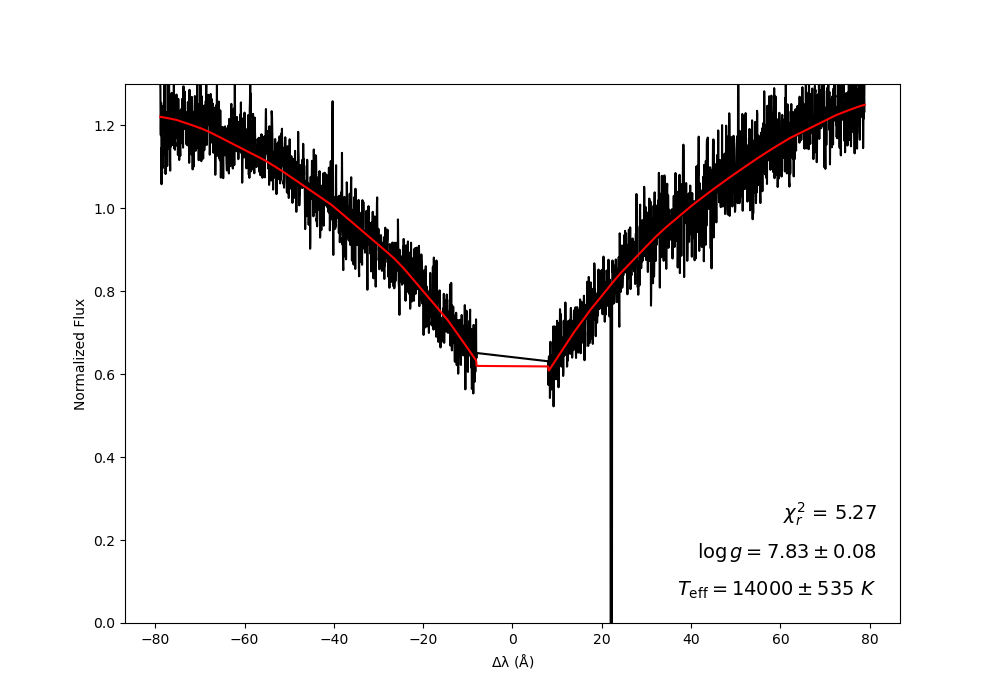 Normalized Flux
1.2
1.0
0.8
0.6
0.4
0.2
0.0
χ²ᵣ = 5.27
log g = 7.83 ± 0.08
T_eff = 14000 ± 535 K
−80 −60 −40 −20 0 20 40 60 80
Δλ (Å)